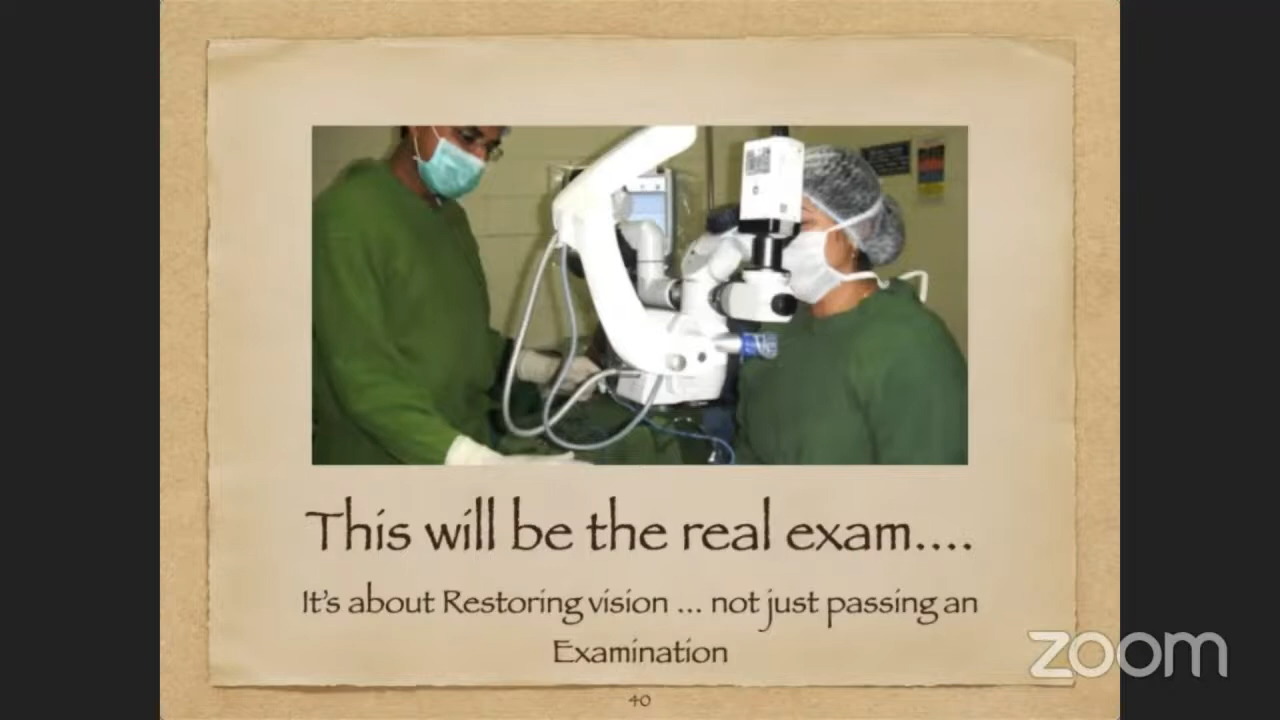 This will be the real exam....
It's about Restoring vision ... not just passing an
Examination
zoom
40